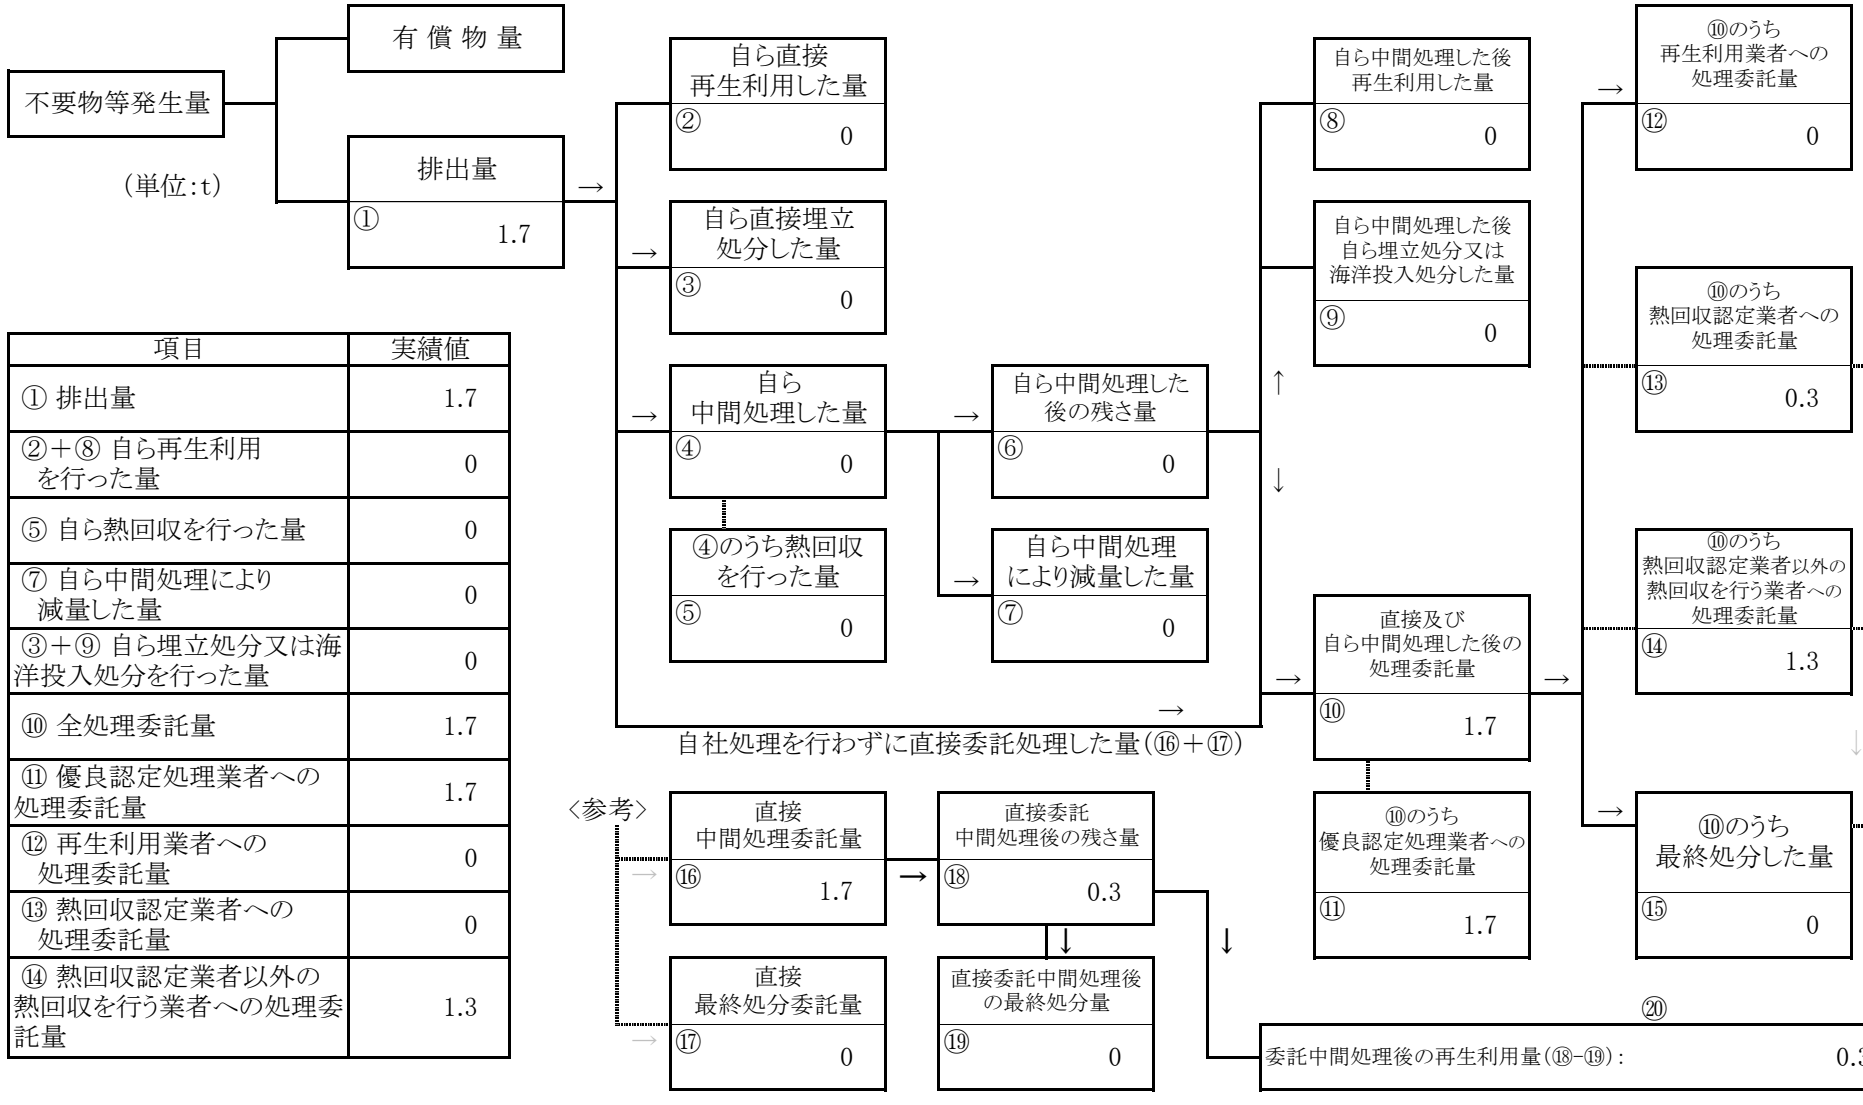 不要物等発生量
(単位:t)
有 償 物 量
排出量
①
1.7
→
自ら直接
再生利用した量
②
0
→
自ら直接埋立
処分した量
③
0
→
自ら
中間処理した量
④
0
④のうち熱回収
を行った量
⑤
0
→
自ら中間処理した
後の残さ量
⑥
0
→
自ら中間処理
により減量した量
⑦
0
自ら中間処理した後
再生利用した量
⑧
0
自ら中間処理した後
自ら埋立処分又は
海洋投入処分した量
⑨
0
↑
↓
→
自社処理を行わずに直接委託処理した量(⑯+⑰)
→
直接及び
自ら中間処理した後の
処理委託量
⑩
1.7
→
⑩のうち
優良認定処理業者への
処理委託量
⑪
1.7
→
⑩のうち
再生利用業者への
処理委託量
⑫
0
⑩のうち
熱回収認定業者への
処理委託量
⑬
0.3
⑩のうち
熱回収認定業者以外の
熱回収を行う業者への
処理委託量
⑭
1.3
↓
→
⑩のうち
最終処分した量
⑮
0
項目 実績値
① 排出量 1.7
②+⑧ 自ら再生利用
を行った量 0
⑤ 自ら熱回収を行った量 0
⑦ 自ら中間処理により
減量した量 0
③+⑨ 自ら埋立処分又は海
洋投入処分を行った量 0
⑩ 全処理委託量 1.7
⑪ 優良認定処理業者への
処理委託量 1.7
⑫ 再生利用業者への
処理委託量 0
⑬ 熱回収認定業者への
処理委託量 0
⑭ 熱回収認定業者以外の
熱回収を行う業者への処理委
託量 1.3
<参考>
→
直接
中間処理委託量
⑯
1.7
→
直接委託
中間処理後の残さ量
⑱
0.3
↓
↓
→
直接
最終処分委託量
⑰
0
直接委託中間処理後
の最終処分量
⑲
0
⑳
委託中間処理後の再生利用量(⑱-⑲): 0.3